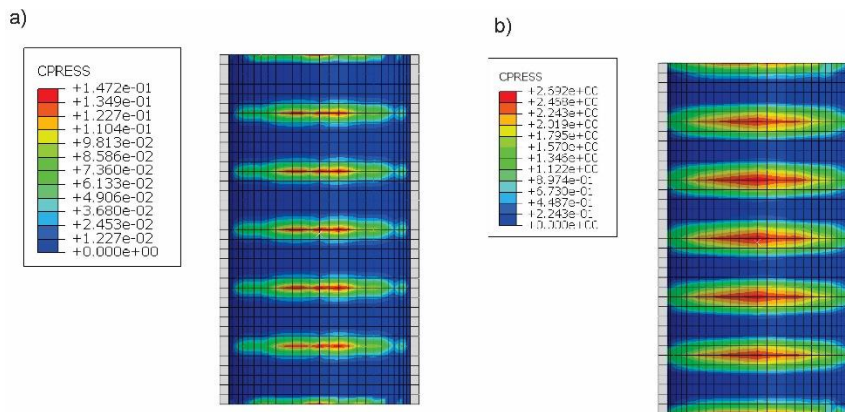 a)
CPRESS
+1.472e-01
+1.349e-01
+1.227e-01
+1.104e-01
+9.813e-02
+8.586e-02
+7.360e-02
+6.133e-02
+4.906e-02
+3.680e-02
+2.453e-02
+1.227e-02
+0.000e+00
b)
CPRESS
+2.692e+00
+2.468e+00
+2.243e+00
+2.019e+00
+1.795e+00
+1.570e+00
+1.346e+00
+1.122e+00
+8.974e-01
+6.730e-01
+4.487e-01
+2.243e-01
+0.000e+00